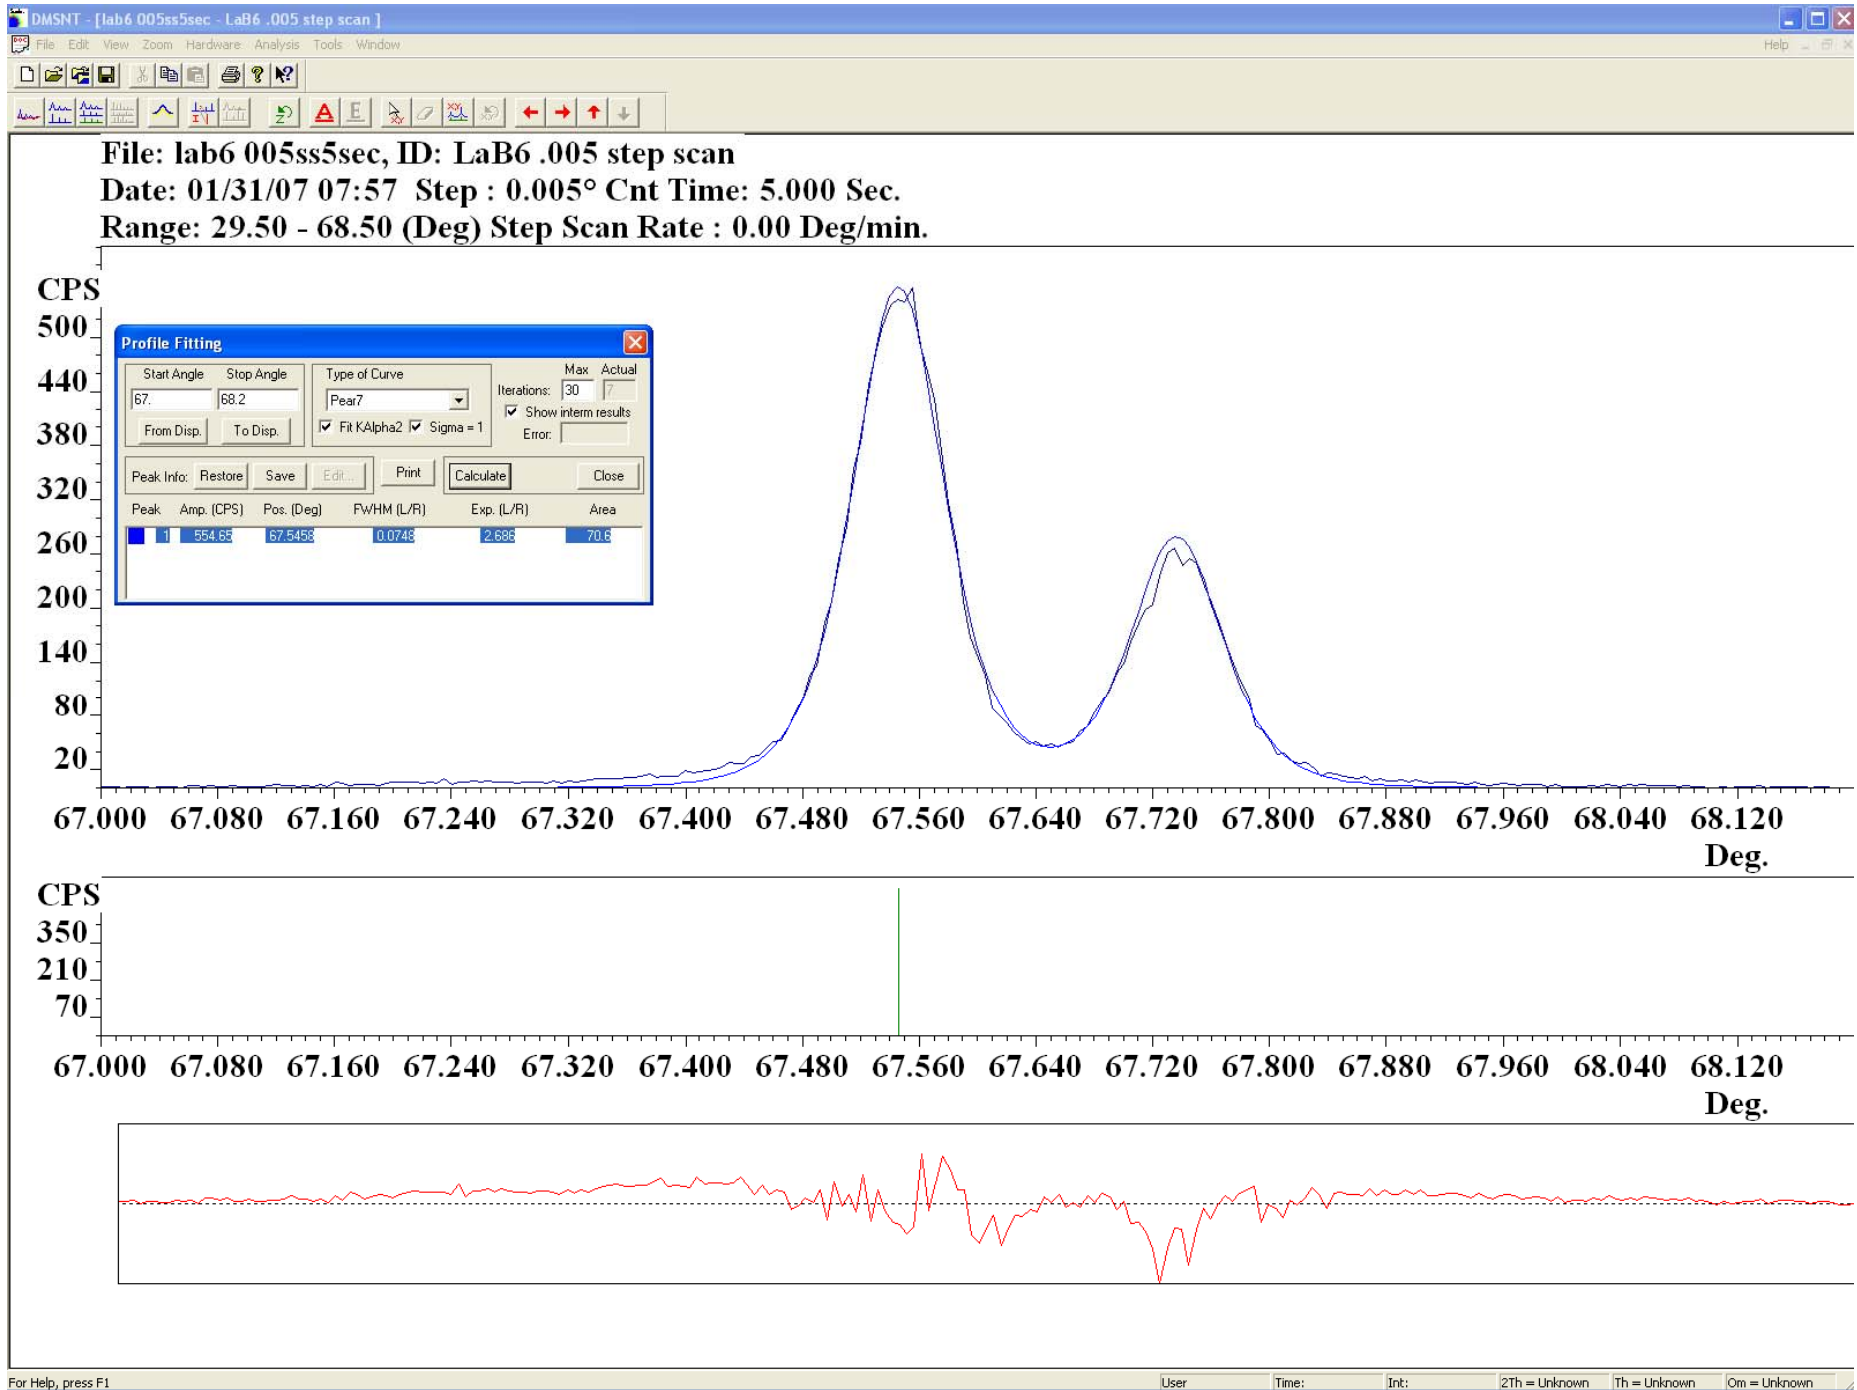 DMSNT - [lab6 005ss5sec - LaB6 .005 step scan ]
File Edit View Zoom Hardware Analysis Tools Window Help
File: lab6 005ss5sec, ID: LaB6 .005 step scan
Date: 01/31/07 07:57 Step : 0.005° Cnt Time: 5.000 Sec.
Range: 29.50 - 68.50 (Deg) Step Scan Rate : 0.00 Deg/min.
CPS
500
440
380
320
260
200
140
80
20
Profile Fitting
Start Angle Stop Angle Type of Curve Max Actual
67. 68.2 Pear7 Iterations: 30 7
Show interm results
From Disp. To Disp. Fit KAlpha2 Sigma = 1 Error:
Peak Info: Restore Save Edit... Print Calculate Close
Peak Amp. (CPS) Pos. (Deg) FWHM (L/R) Exp. (L/R) Area
1 554.65 67.5458 0.0748 2.686 70.6
67.000 67.080 67.160 67.240 67.320 67.400 67.480 67.560 67.640 67.720 67.800 67.880 67.960 68.040 68.120
Deg.
CPS
350
210
70
67.000 67.080 67.160 67.240 67.320 67.400 67.480 67.560 67.640 67.720 67.800 67.880 67.960 68.040 68.120
Deg.
For Help, press F1 User Time: Int: 2Th = Unknown Th = Unknown Om = Unknown